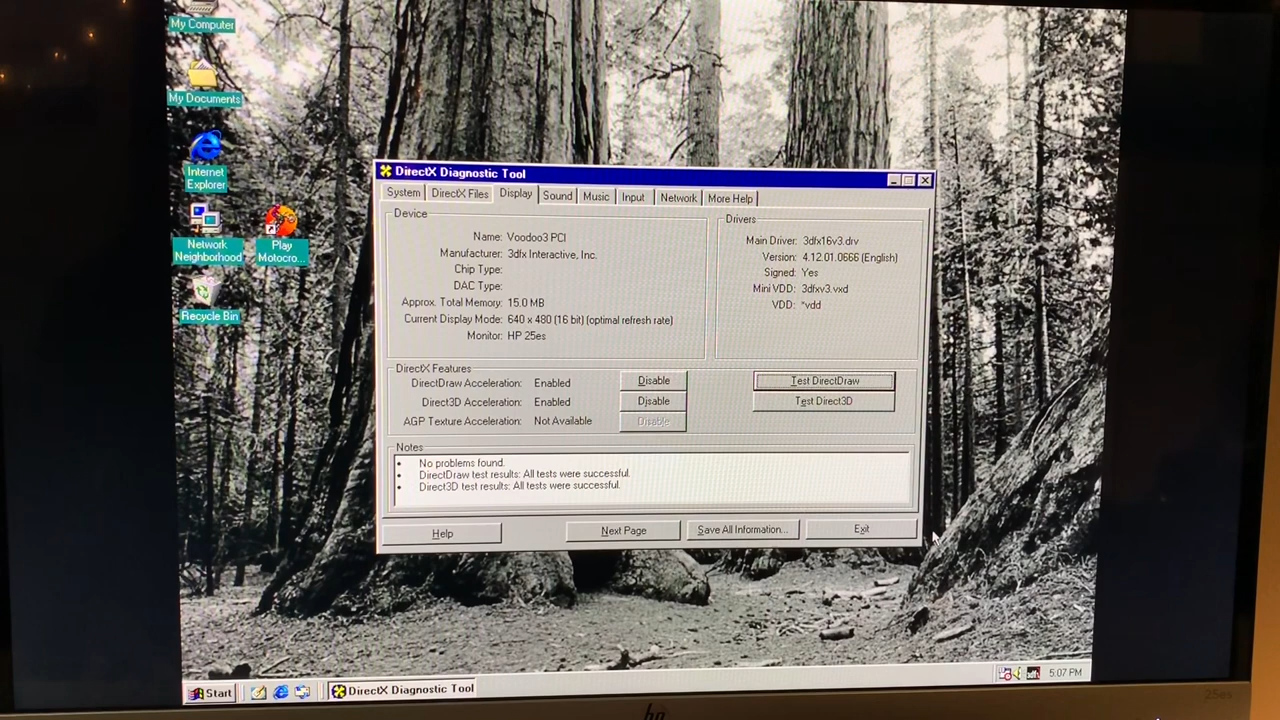 My Computer
My Documents
Internet
Explorer
Network
Neighborhood
Play
Motocro...
Recycle Bin
DirectX Diagnostic Tool
System DirectX Files Display Sound Music Input Network More Help
Device
Name: Voodoo3 PCI
Manufacturer: 3dfx Interactive, Inc.
Chip Type:
DAC Type:
Approx. Total Memory: 15.0 MB
Current Display Mode: 640 x 480 (16 bit) (optimal refresh rate)
Monitor: HP 25es
Drivers
Main Driver: 3dfx16v3.drv
Version: 4.12.01.0666 (English)
Signed: Yes
Mini VDD: 3dfxv3.vxd
VDD: *vdd
DirectX Features
DirectDraw Acceleration: Enabled Disable Test DirectDraw
Direct3D Acceleration: Enabled Disable Test Direct3D
AGP Texture Acceleration: Not Available Disable
Notes
• No problems found.
• DirectDraw test results: All tests were successful.
• Direct3D test results: All tests were successful.
Help Next Page Save All Information... Exit
Start DirectX Diagnostic Tool 5:07 PM
hp
25es